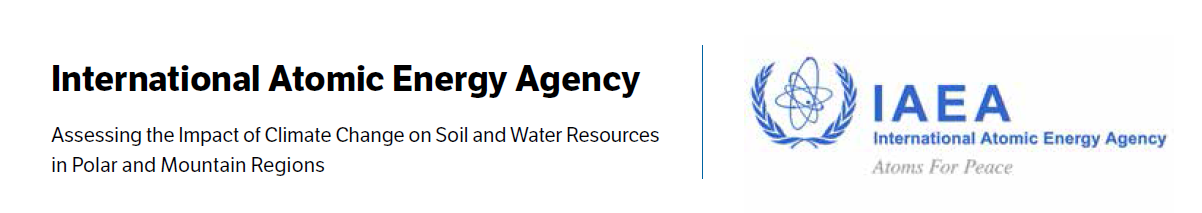 International Atomic Energy Agency
Assessing the Impact of Climate Change on Soil and Water Resources
in Polar and Mountain Regions
IAEA
International Atomic Energy Agency
Atoms For Peace